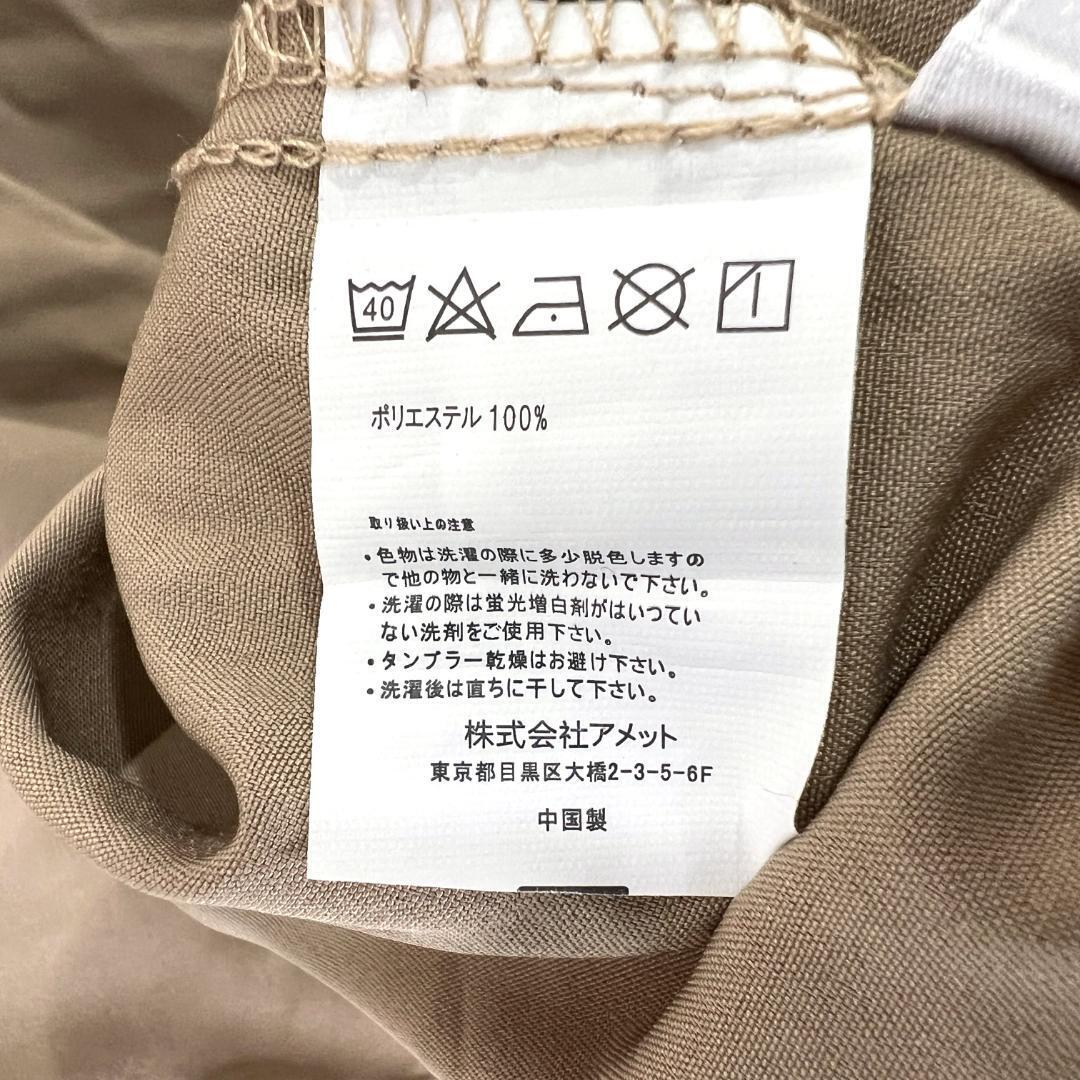 40
ポリエステル 100%
取り扱い上の注意
・色物は洗濯の際に多少脱色しますの
で他の物と一緒に洗わないで下さい。
・洗濯の際は蛍光増白剤がはいつてい
ない洗剤をご使用下さい。
・タンブラー乾燥はお避け下さい。
・洗濯後は直ちに干して下さい。
株式会社アメット
東京都目黒区大橋2-3-5-6F
中国製